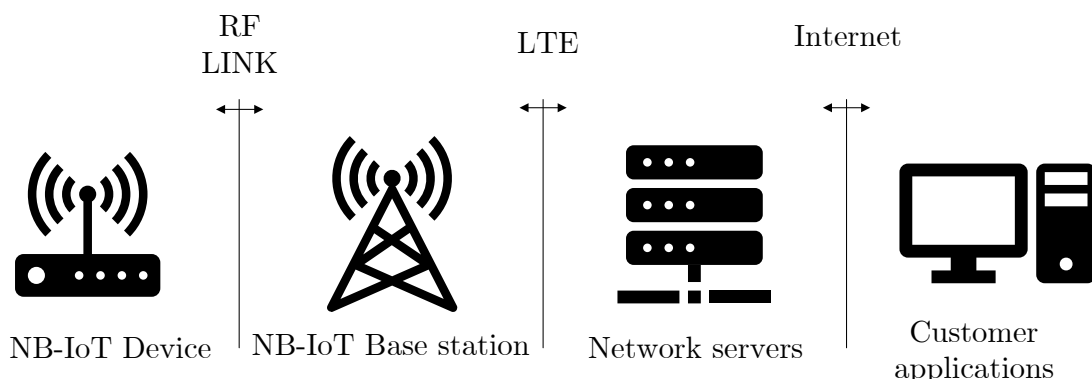 RF
LINK
LTE
Internet
NB-IoT Device
NB-IoT Base station
Network servers
Customer
applications